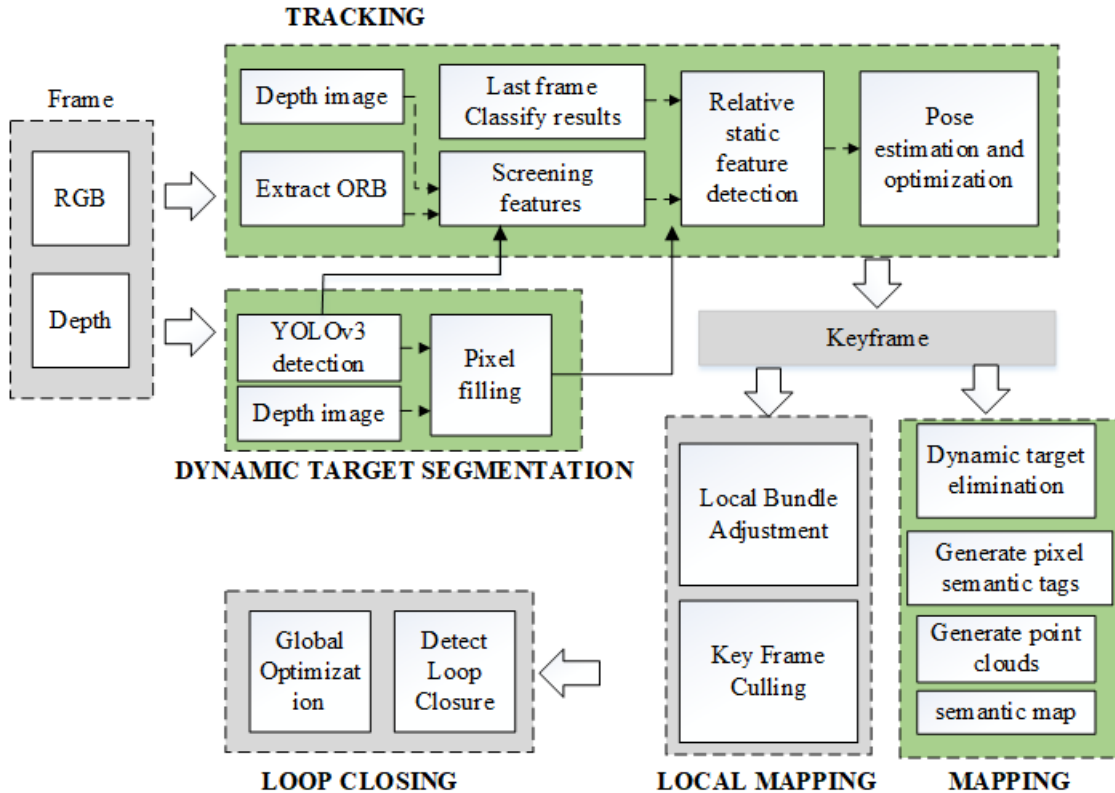 TRACKING
Frame
RGB
Depth
Depth image
Extract ORB
Last frame
Classify results
Screening
features
Relative
static
feature
detection
Pose
estimation and
optimization
YOLOv3
detection
Depth image
Pixel
filling
DYNAMIC TARGET SEGMENTATION
Keyframe
Local Bundle
Adjustment
Key Frame
Culling
LOCAL MAPPING
Dynamic target
elimination
Generate pixel
semantic tags
Generate point
clouds
semantic map
MAPPING
Global
Optimizat
ion
Detect
Loop
Closure
LOOP CLOSING